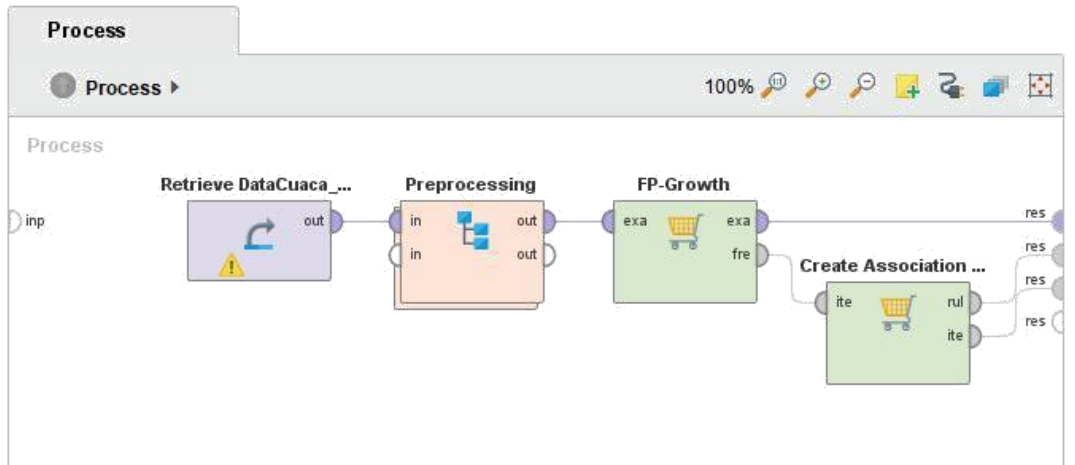 Process
Process
100%
Process
Retrieve DataCuaca_...
Preprocessing
FP-Growth
inp
out
in
out
in
out
exa
exa
fre
res
res
res
res
Create Association ...
ite
rul
ite